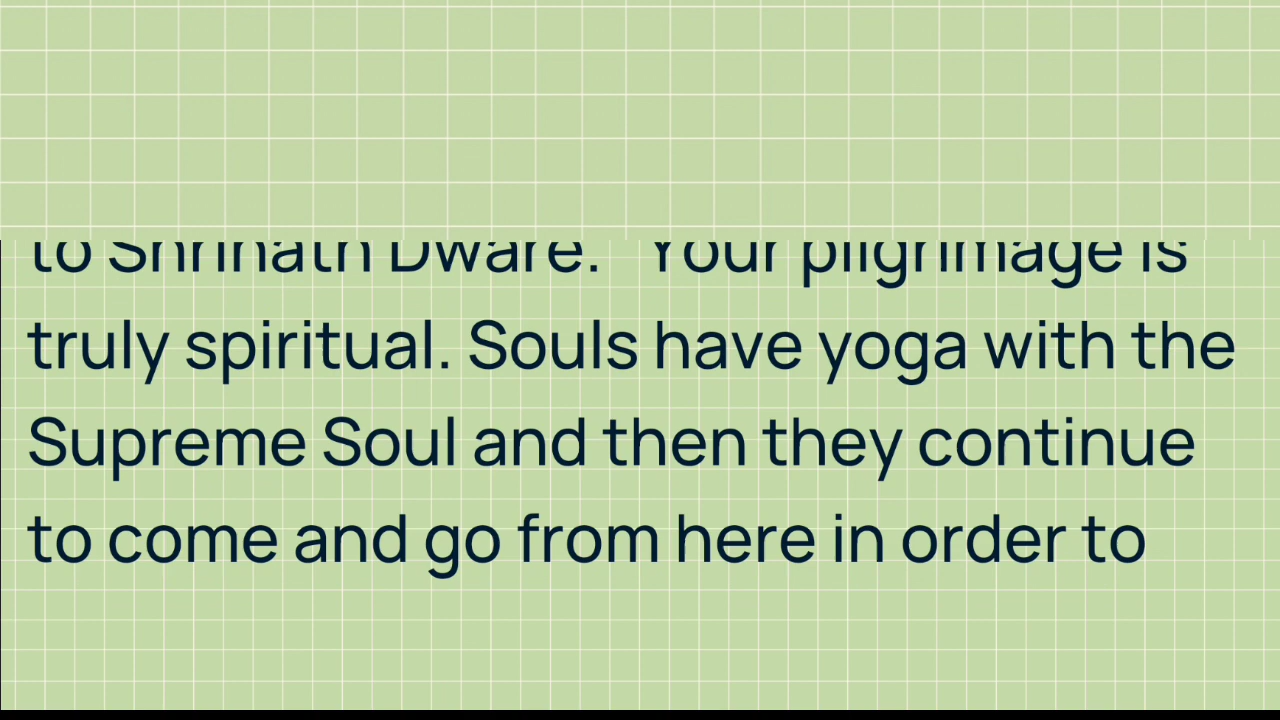 to Shrinath Dware.   Your pilgrimage is
truly spiritual. Souls have yoga with the
Supreme Soul and then they continue
to come and go from here in order to